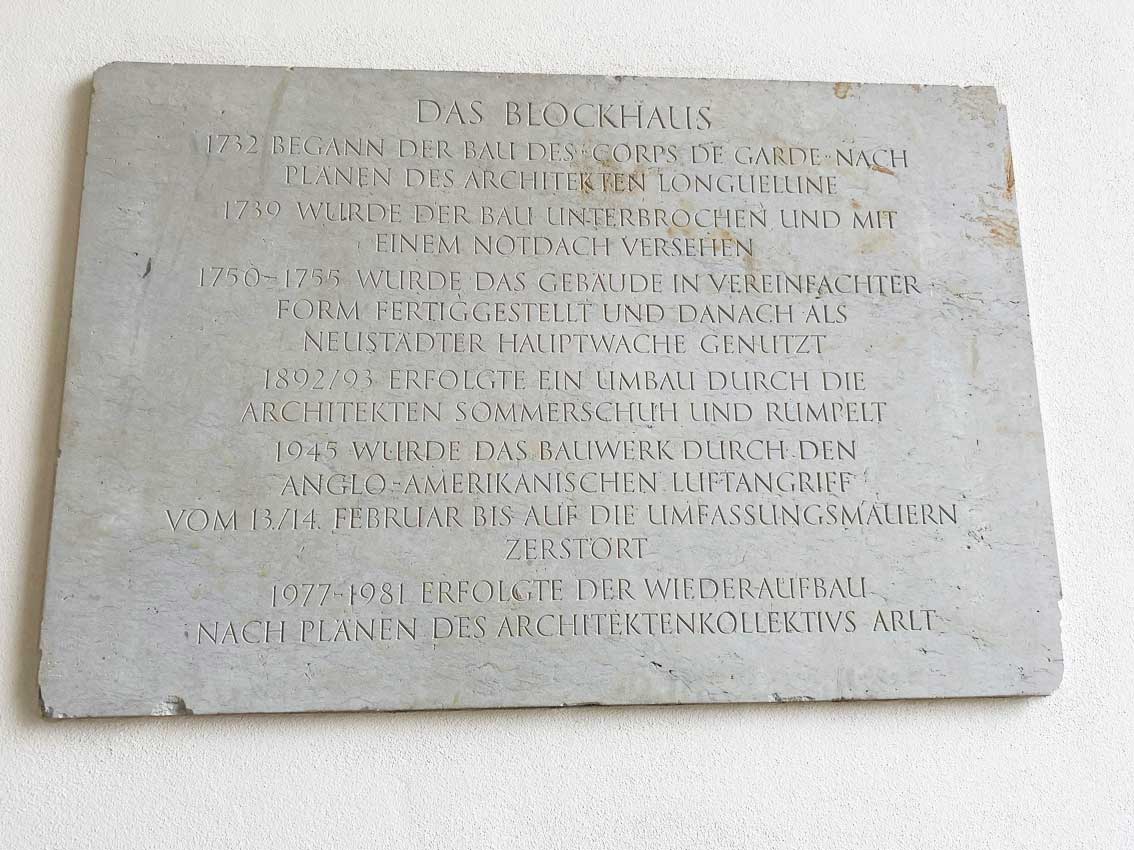 DAS BLOCKHAUS
1732 BEGANN DER BAU DES „CORPS DE GARDE“ NACH
PLÄNEN DES ARCHITEKTEN LONGUELUNE
1739 WURDE DER BAU UNTERBROCHEN UND MIT
EINEM NOTDACH VERSEHEN
1750-1755 WURDE DAS GEBÄUDE IN VEREINFACHTER
FORM FERTIGGESTELLT UND DANACH ALS
NEUSTÄDTER HAUPTWACHE GENUTZT
1892/93 ERFOLGTE EIN UMBAU DURCH DIE
ARCHITEKTEN SOMMERSCHUH UND RUMPELT
1945 WURDE DAS BAUWERK DURCH DEN
ANGLO-AMERIKANISCHEN LUFTANGRIFF
VOM 13./14. FEBRUAR BIS AUF DIE UMFASSUNGSMAUERN
ZERSTÖRT
1977-1981 ERFOLGTE DER WIEDERAUFBAU
NACH PLÄNEN DES ARCHITEKTENKOLLEKTIVS ARLT